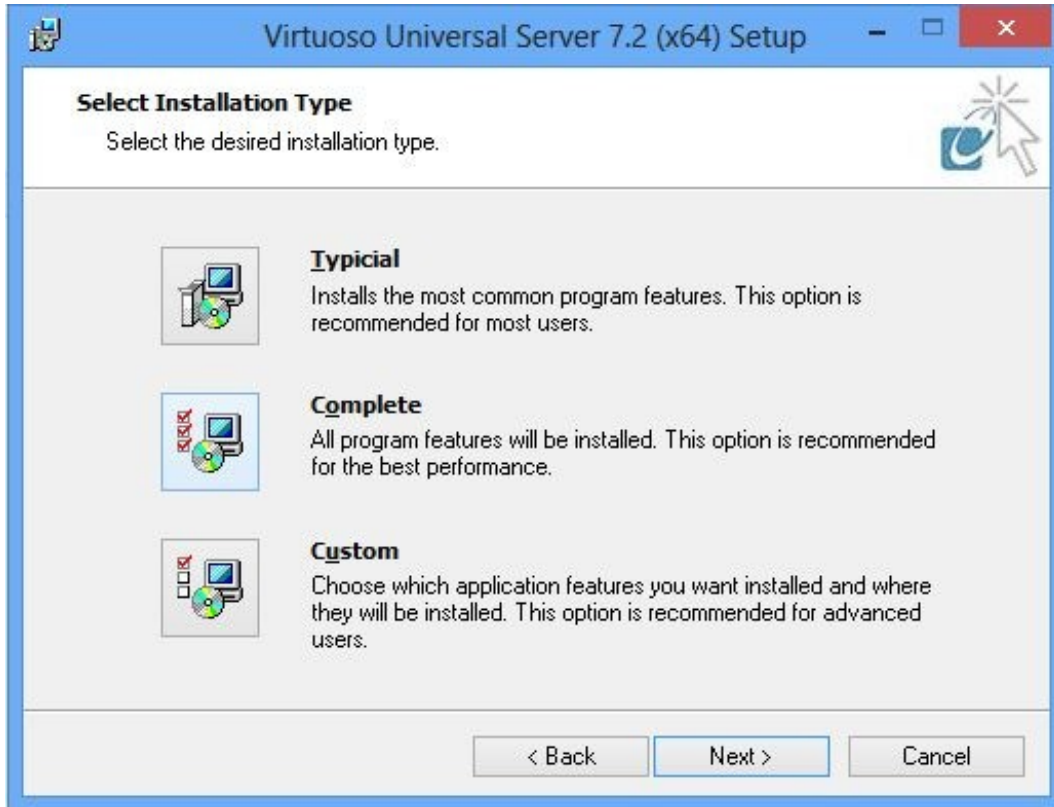 Virtuoso Universal Server 7.2 (x64) Setup
Select Installation Type
Select the desired installation type.
Typicial
Installs the most common program features. This option is
recommended for most users.
Complete
All program features will be installed. This option is recommended
for the best performance.
Custom
Choose which application features you want installed and where
they will be installed. This option is recommended for advanced
users.
< Back Next > Cancel